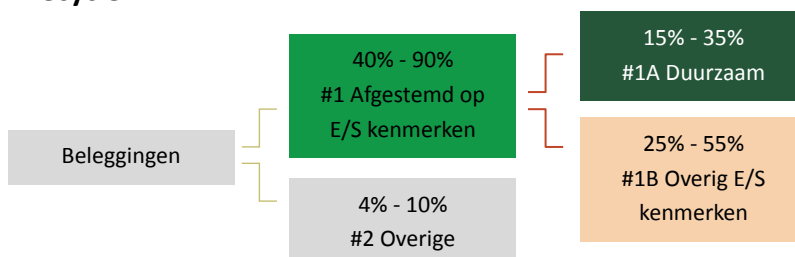 40% - 90%
#1 Afgestemd op
E/S kenmerken
15% - 35%
#1A Duurzaam
Beleggingen
25% - 55%
#1B Overig E/S
kenmerken
4% - 10%
#2 Overige